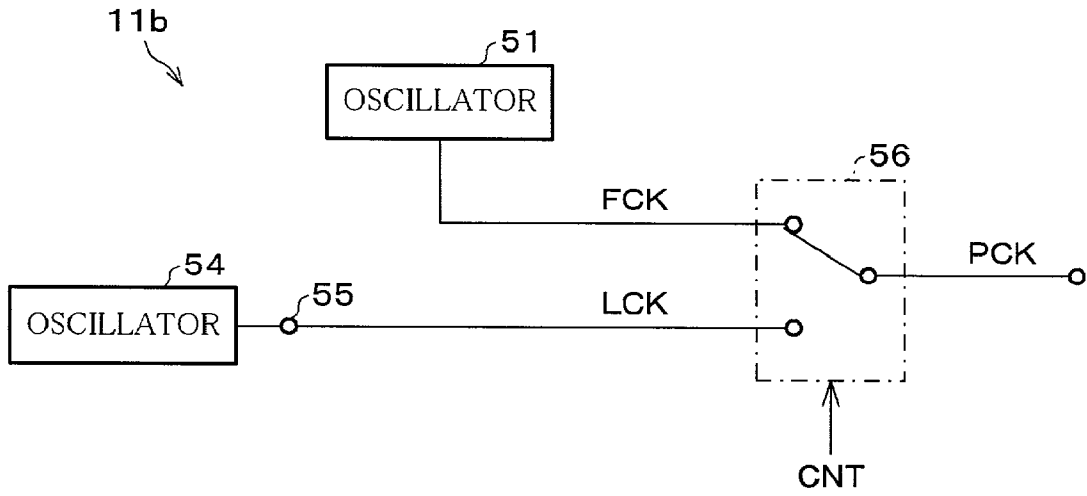 11b
51
OSCILLATOR
56
FCK
PCK
54
55
OSCILLATOR
LCK
CNT